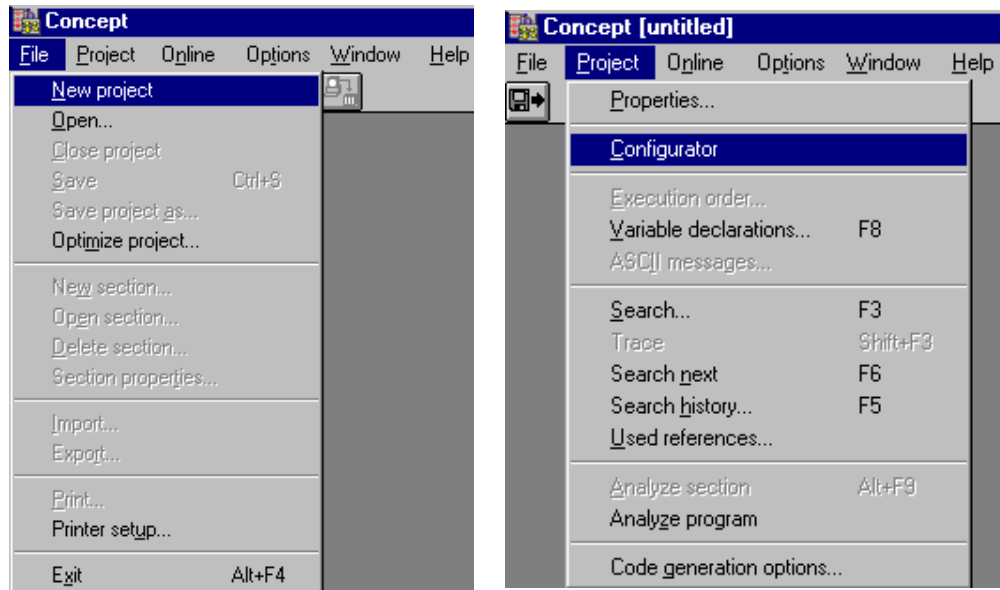 Concept
File Project Online Options Window Help
New project
Open...
Close project
Save Ctrl+S
Save project as...
Optimize project...
New section...
Open section...
Delete section...
Section properties...
Import...
Export...
Print...
Printer setup...
Exit Alt+F4
Concept [untitled]
File Project Online Options Window Help
Properties...
Configurator
Execution order...
Variable declarations... F8
ASCII messages...
Search... F3
Trace Shift+F3
Search next F6
Search history... F5
Used references...
Analyze section Alt+F9
Analyze program
Code generation options...